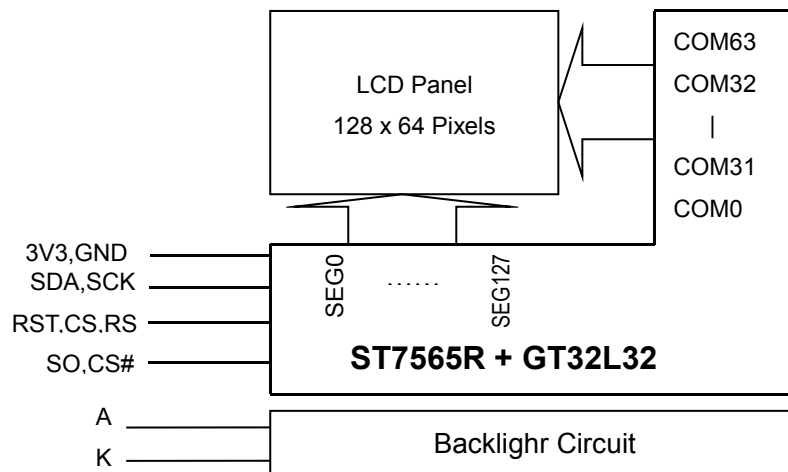 COM63
LCD Panel
COM32
128 x 64 Pixels
|
COM31
COM0
3V3,GND
SDA,SCK
SEG0
......
SEG127
RST,CS,RS
SO,CS#
ST7565R + GT32L32
A
Backlighr Circuit
K